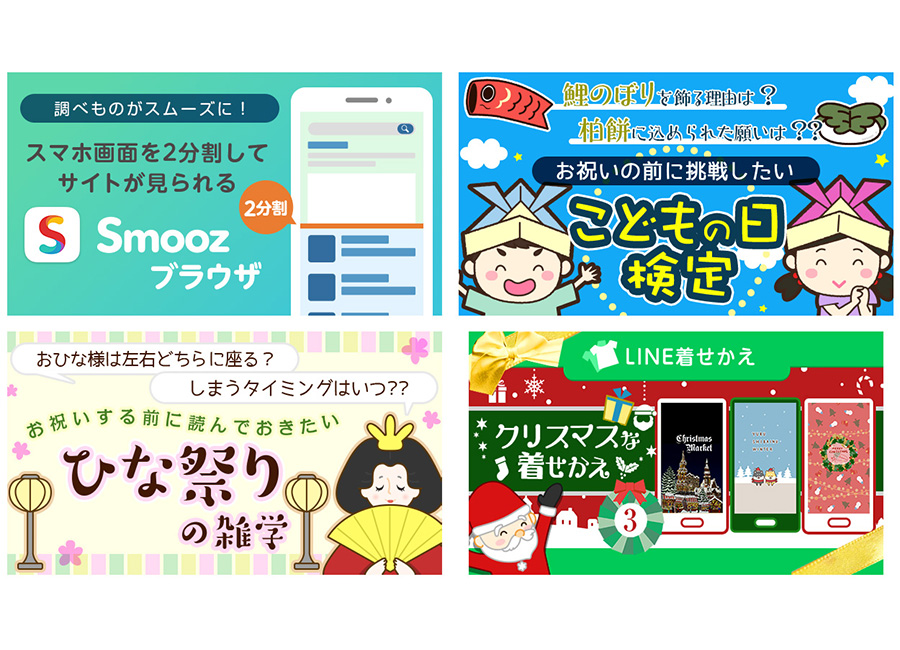 調べものがスムーズに！
スマホ画面を2分割して
サイトが見られる
2分割
Smooz
ブラウザ
鯉のぼりを飾る理由は？
柏餅に込められた願いは？？
お祝いの前に挑戦したい
こどもの日
検定
おひな様は左右どちらに座る？
しまうタイミングはいつ??
お祝いする前に読んでおきたい
ひな祭り
の雑学
LINE着せかえ
クリスマスな
着せかえ
3
Christmas
Market